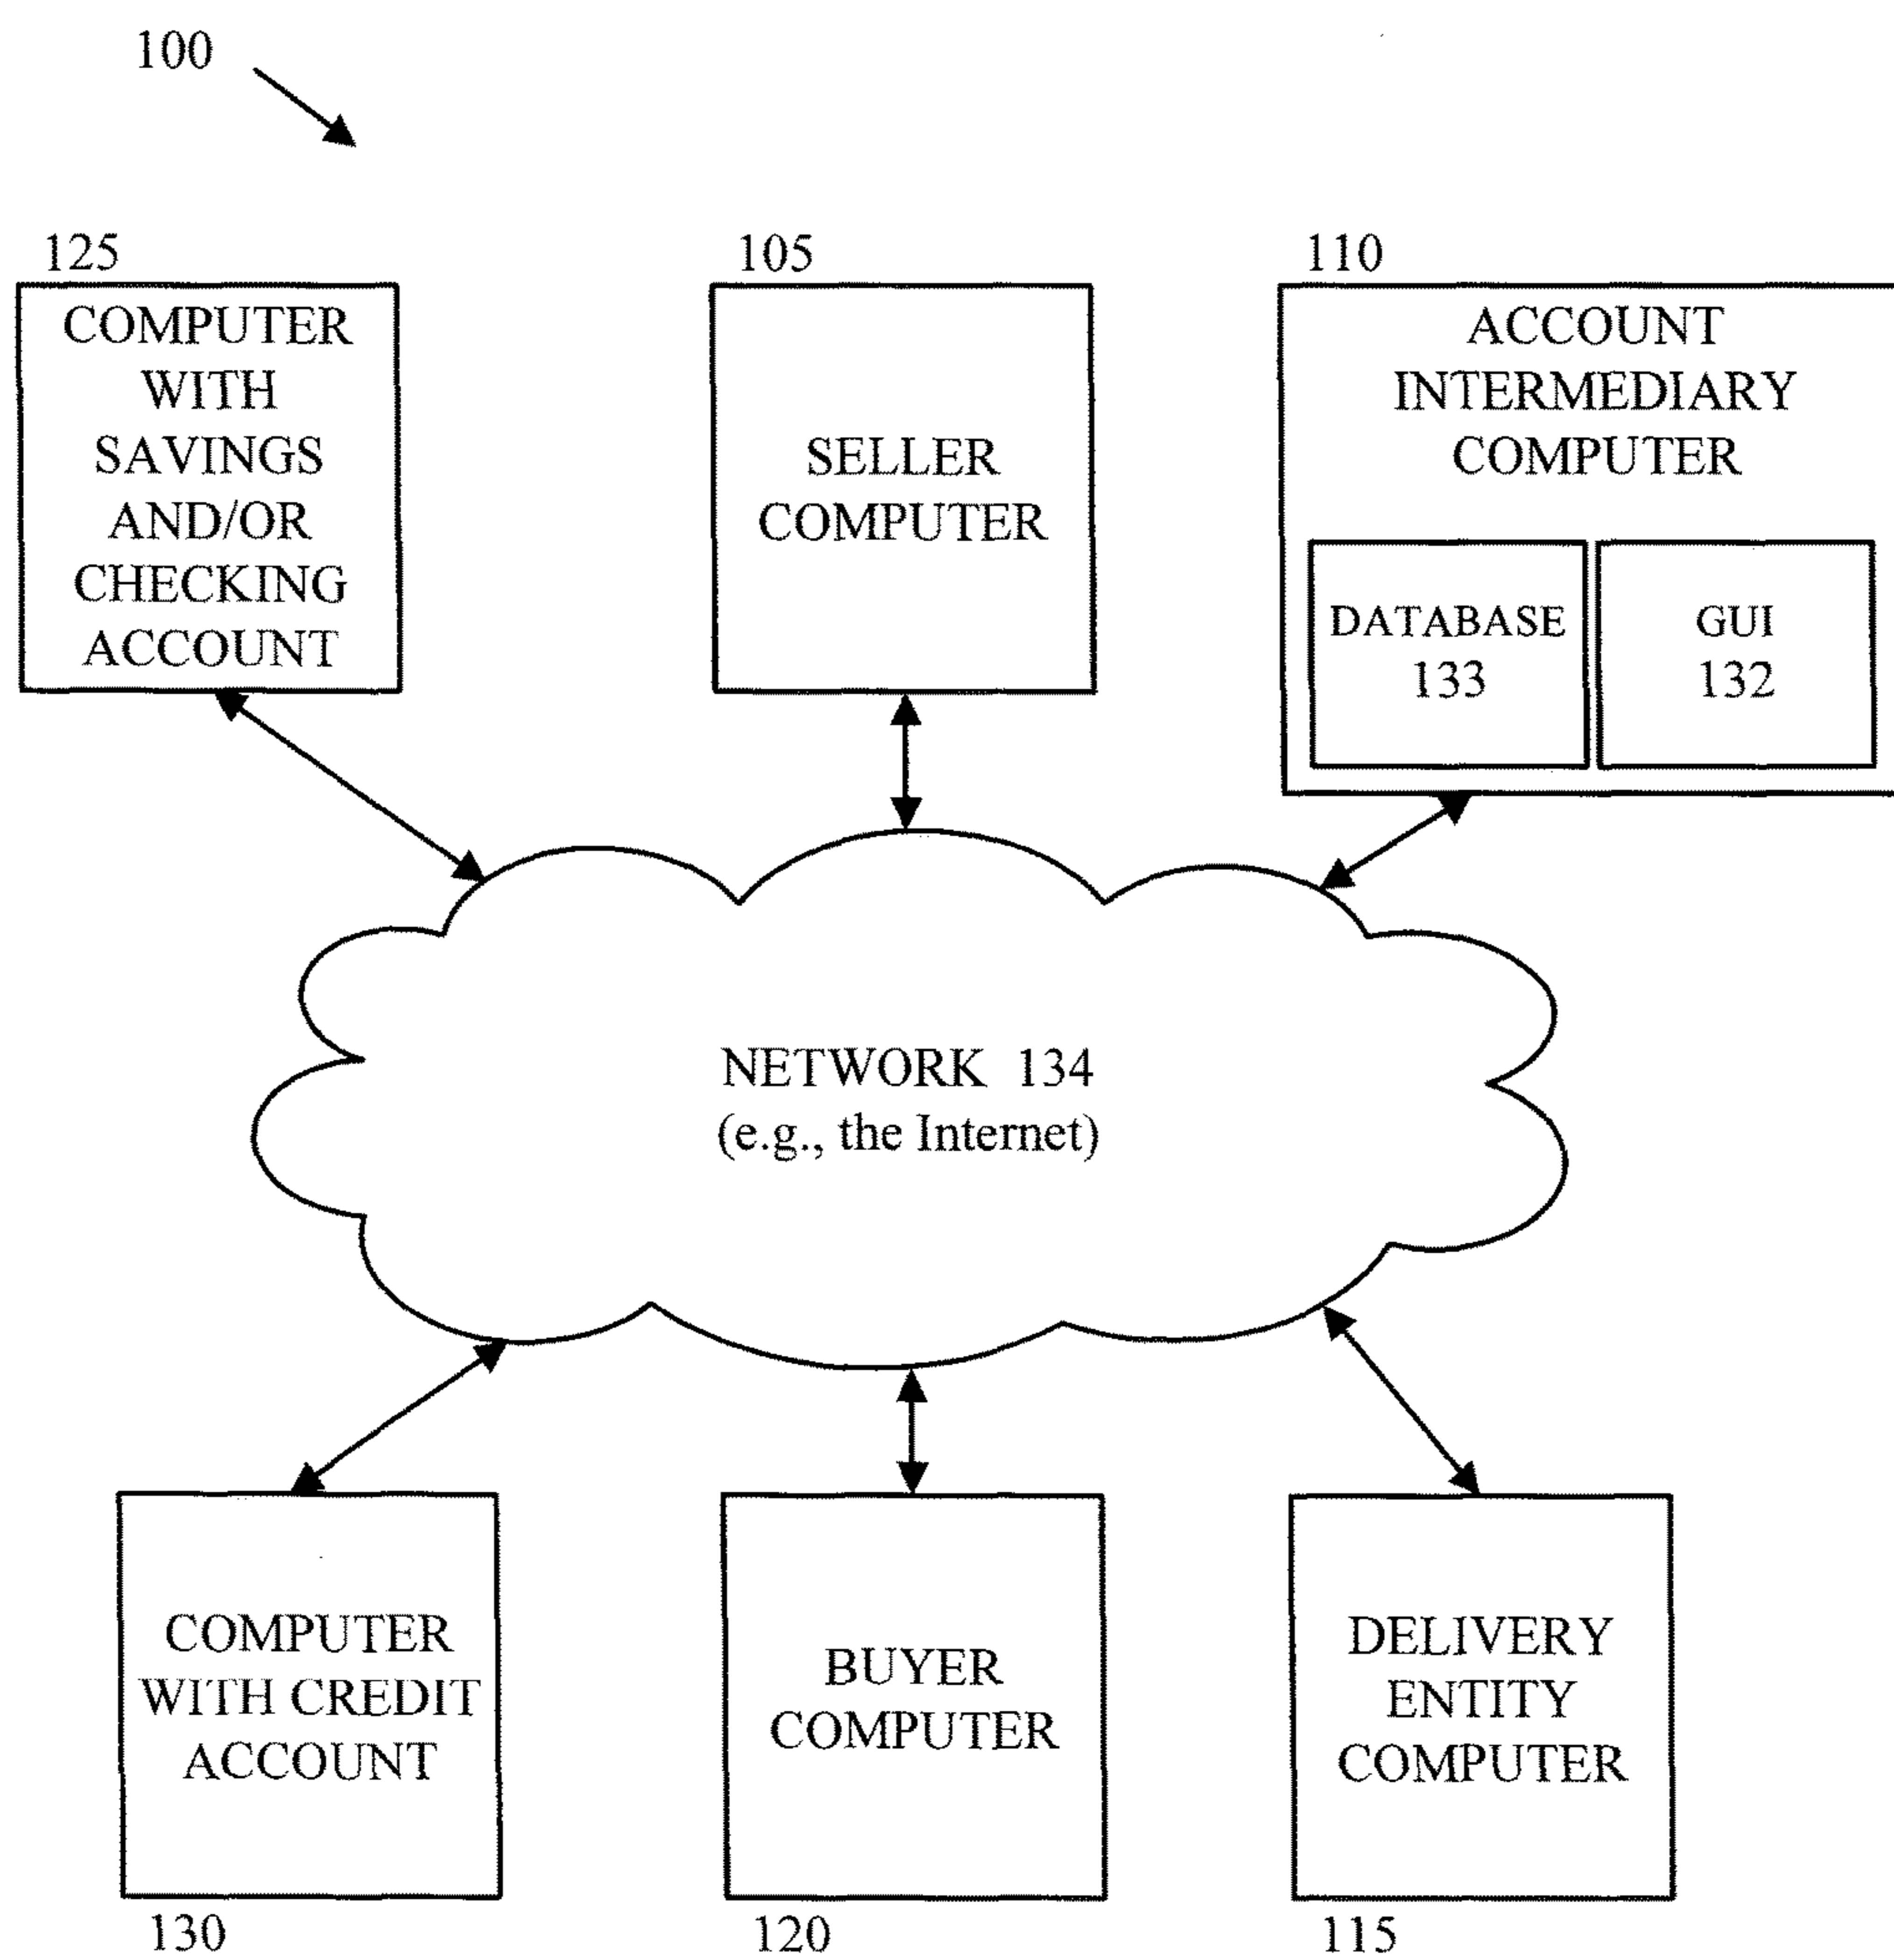 100
125
COMPUTER
WITH
SAVINGS
AND/OR
CHECKING
ACCOUNT
105
SELLER
COMPUTER
110
ACCOUNT
INTERMEDIARY
COMPUTER
DATABASE
133
GUI
132
NETWORK 134
(e.g., the Internet)
COMPUTER
WITH CREDIT
ACCOUNT
130
BUYER
COMPUTER
120
DELIVERY
ENTITY
COMPUTER
115